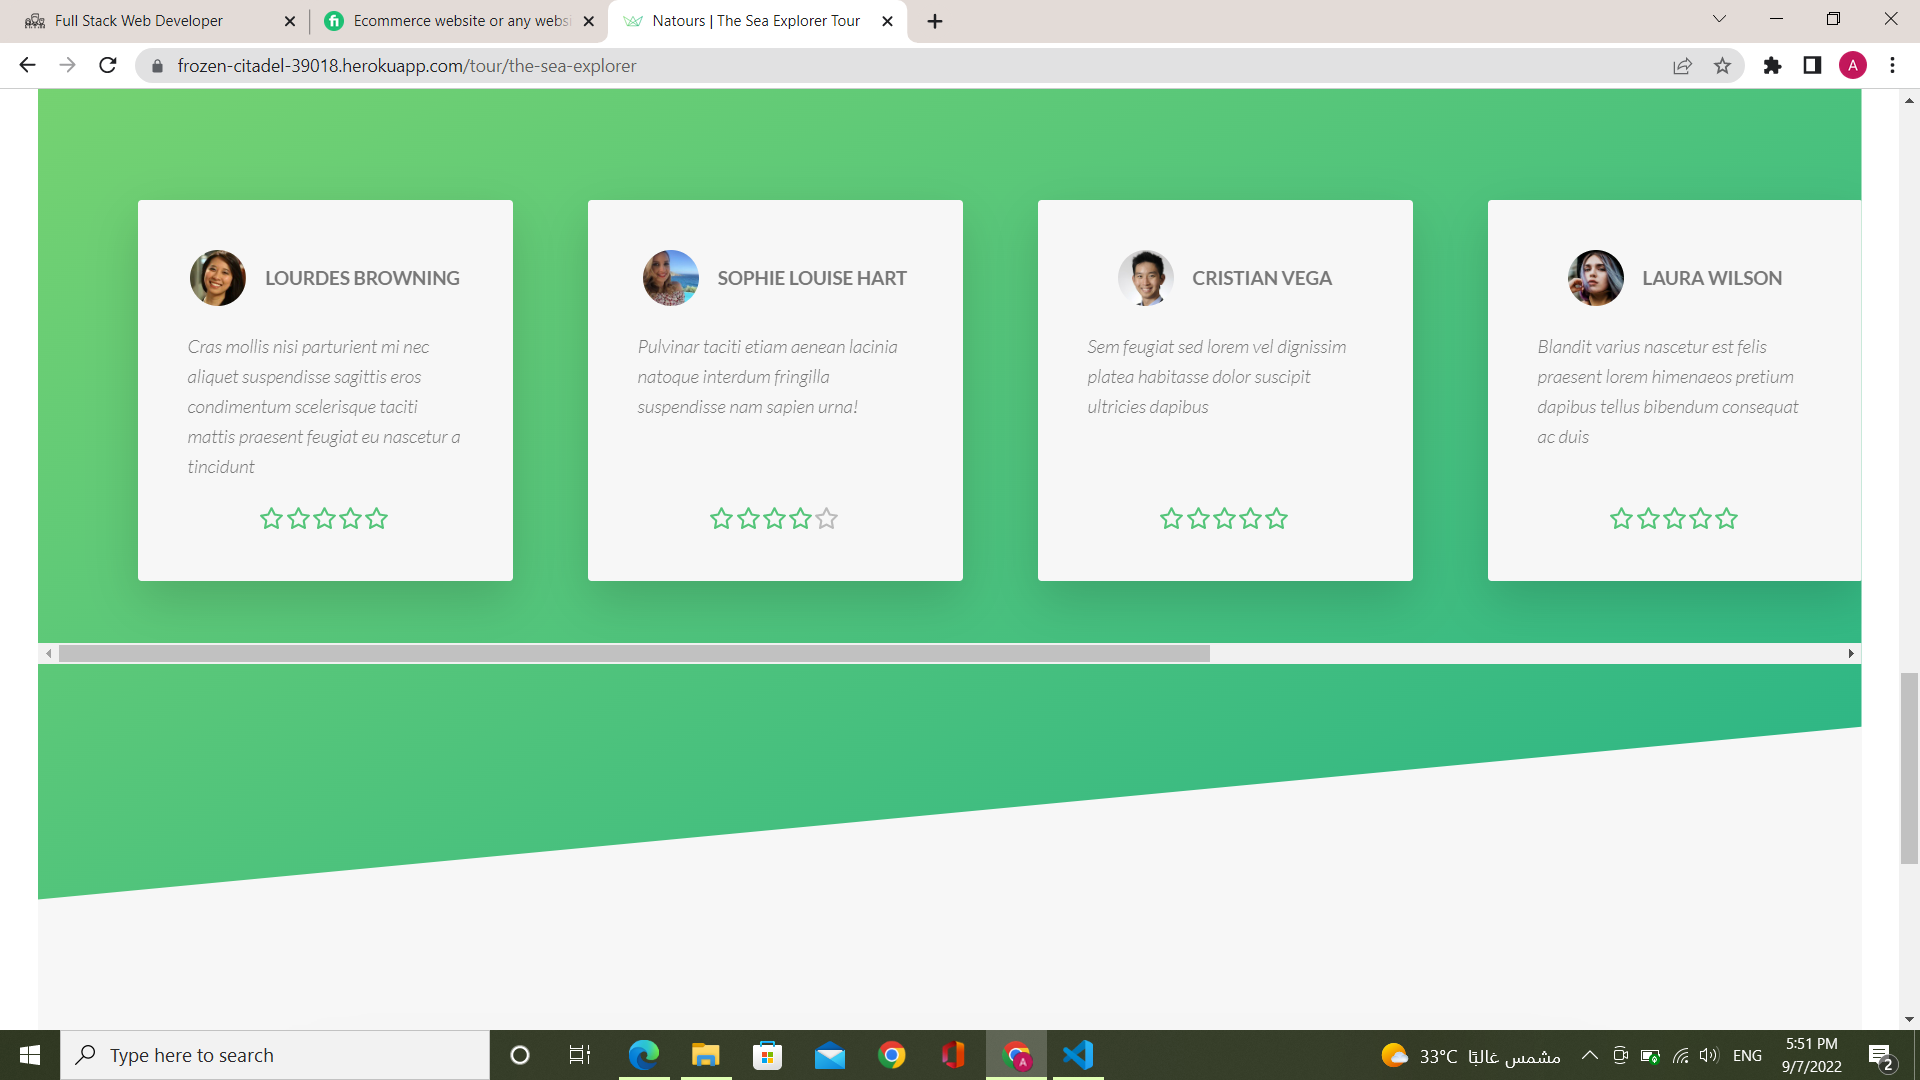 Full Stack Web Developer
Ecommerce website or any websi
Natours | The Sea Explorer Tour
frozen-citadel-39018.herokuapp.com/tour/the-sea-explorer
A
LOURDES BROWNING
Cras mollis nisi parturient mi nec
aliquet suspendisse sagittis eros
condimentum scelerisque taciti
mattis praesent feugiat eu nascetur a
tincidunt
SOPHIE LOUISE HART
Pulvinar taciti etiam aenean lacinia
natoque interdum fringilla
suspendisse nam sapien urna!
CRISTIAN VEGA
Sem feugiat sed lorem vel dignissim
platea habitasse dolor suscipit
ultricies dapibus
LAURA WILSON
Blandit varius nascetur est felis
praesent lorem himenaeos pretium
dapibus tellus bibendum consequat
ac duis
Type here to search
A
33°C مشمس غالبًا
ENG
5:51 PM
9/7/2022
2